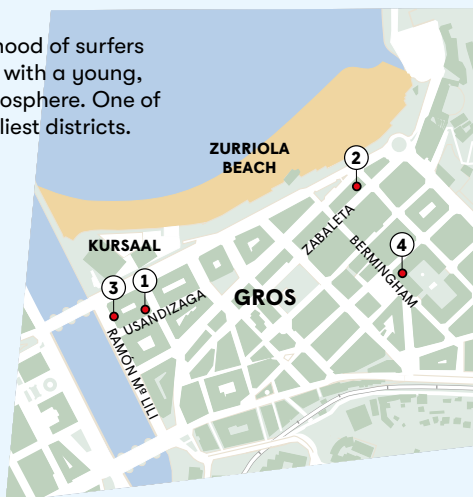 hood of surfers
with a young,
osphere. One of
liest districts.
ZURRIOLA
BEACH
2
ZABALETA
KURSAAL
BERMINGHAM
4
3
1
USANDIZAGA
GROS
RAMÓN Mª LILI